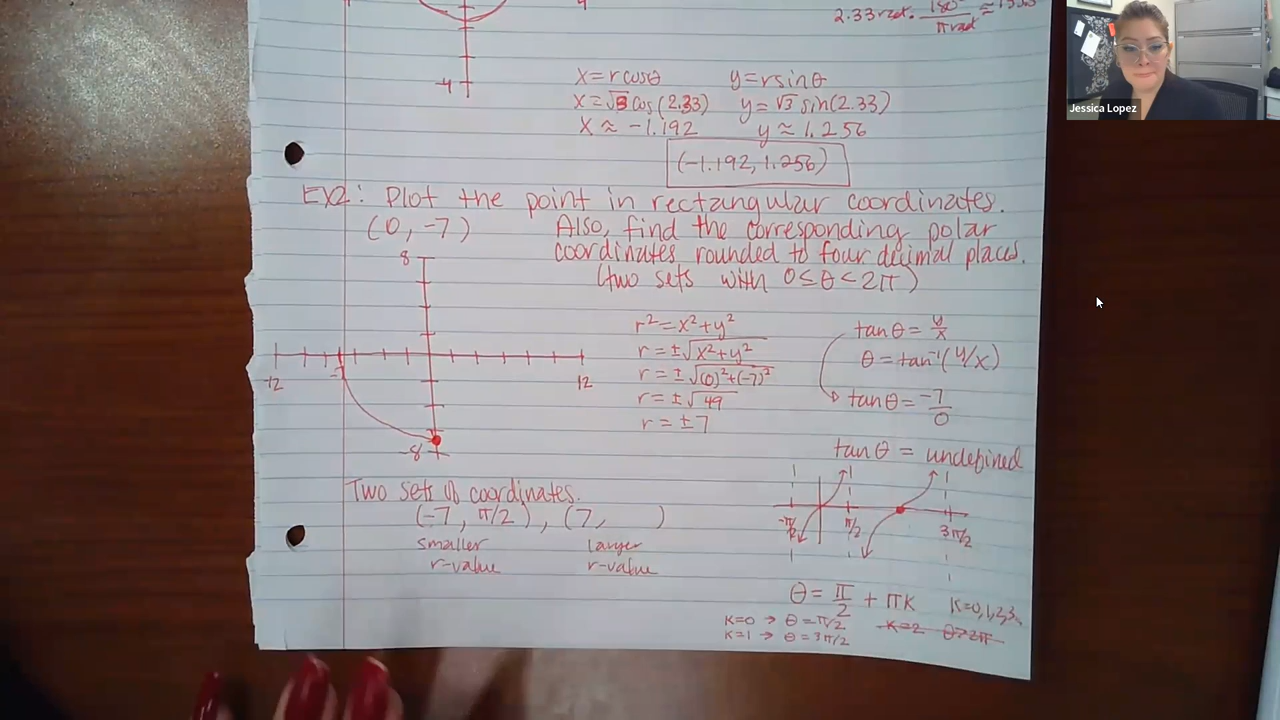 2.33 rad. 180° / π rad ≈
-4
x = r cosθ y = r sinθ
x = √3 cos(2.33) y = √3 sin(2.33)
x ≈ -1.192 y ≈ 1.256
(-1.192, 1.256)
Jessica Lopez
EX2: Plot the point in rectangular coordinates.
(0, -7) Also, find the corresponding polar
coordinates rounded to four decimal places.
(two sets with 0 ≤ θ < 2π)
8
-12 12
-8
r² = x² + y²
r = ±√x² + y²
r = ±√(0)² + (-7)²
r = ±√49
r = ±7
tanθ = y/x
θ = tan⁻¹(y/x)
tanθ = -7/0
tanθ = undefined
-π/2 π/2 3π/2
Two sets of coordinates.
(-7, π/2), (7, )
smaller larger
r-value r-value
θ = π/2 + πK K=0,1,2,3,
K=0 → θ = π/2 K=2 θ>2π
K=1 → θ = 3π/2